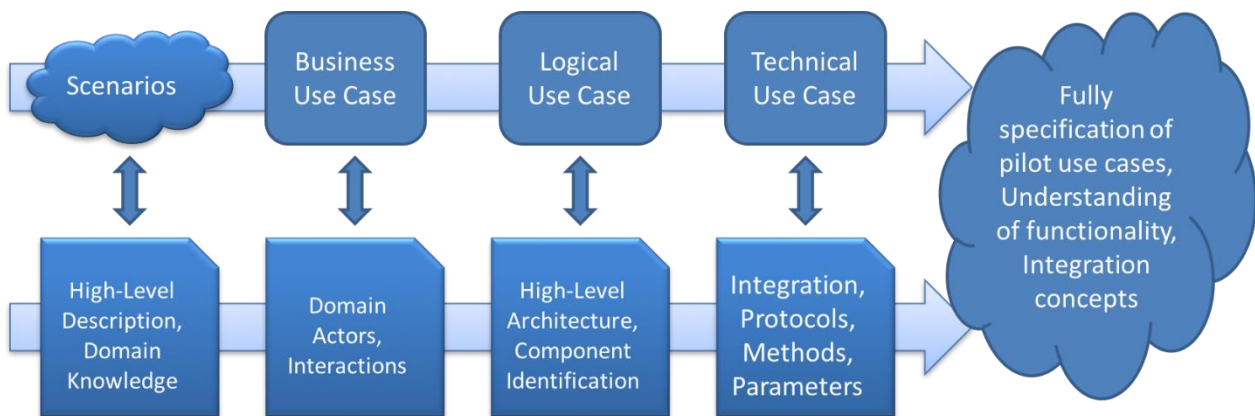 Scenarios
Business
Use Case
Logical
Use Case
Technical
Use Case
Fully
specification of
pilot use cases,
Understanding
of functionality,
Integration
concepts
High-Level
Description,
Domain
Knowledge
Domain
Actors,
Interactions
High-Level
Architecture,
Component
Identification
Integration,
Protocols,
Methods,
Parameters